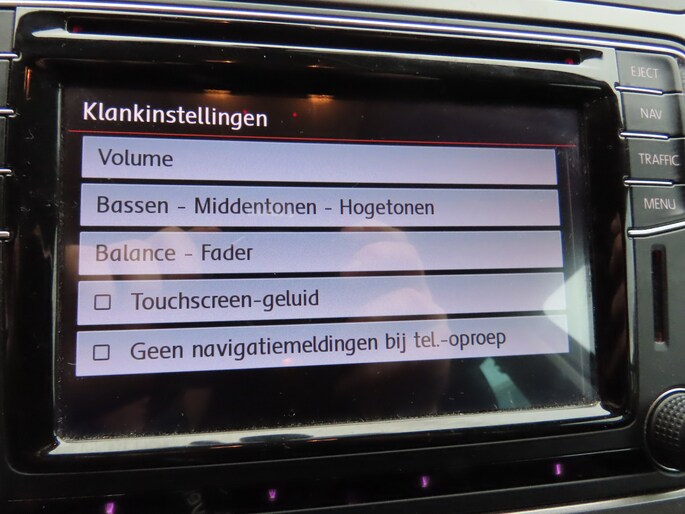 Klankinstellingen
EJECT
Volume
NAV
Bassen - Middentonen - Hogetonen
TRAFFIC
Balance - Fader
MENU
Touchscreen-geluid
Geen navigatiemeldingen bij tel.-oproep